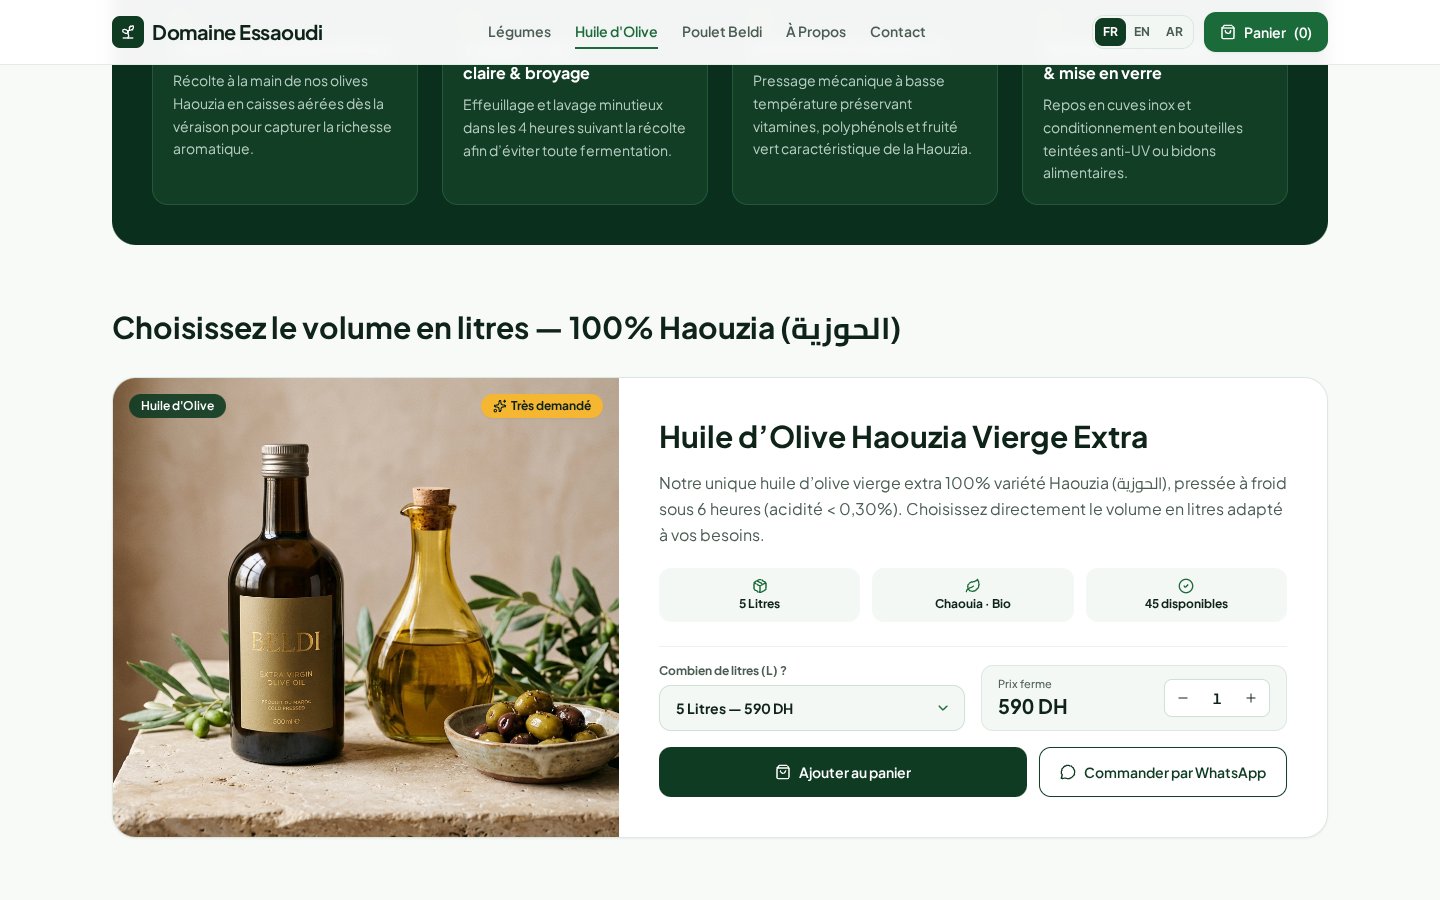 Domaine Essaoudi
Légumes
Huile d'Olive
Poulet Beldi
À Propos
Contact
FR
EN
AR
Panier (0)
Récolte à la main de nos olives
Haouzia en caisses aérées dès la
véraison pour capturer la richesse
aromatique.
claire & broyage
Effeuillage et lavage minutieux
dans les 4 heures suivant la récolte
afin d’éviter toute fermentation.
Pressage mécanique à basse
température préservant
vitamines, polyphénols et fruité
vert caractéristique de la Haouzia.
& mise en verre
Repos en cuves inox et
conditionnement en bouteilles
teintées anti-UV ou bidons
alimentaires.
Choisissez le volume en litres — 100% Haouzia (الحوزية)
Huile d'Olive
Très demandé
BELDI
EXTRA VIRGIN
OLIVE OIL
PRODUIT DU MAROC
COLD PRESSED
500ml e
Huile d’Olive Haouzia Vierge Extra
Notre unique huile d’olive vierge extra 100% variété Haouzia (الحوزية), pressée à froid
sous 6 heures (acidité < 0,30%). Choisissez directement le volume en litres adapté
à vos besoins.
5 Litres
Chaouia · Bio
45 disponibles
Combien de litres (L) ?
5 Litres — 590 DH
Prix ferme
590 DH
− 1 +
Ajouter au panier
Commander par WhatsApp